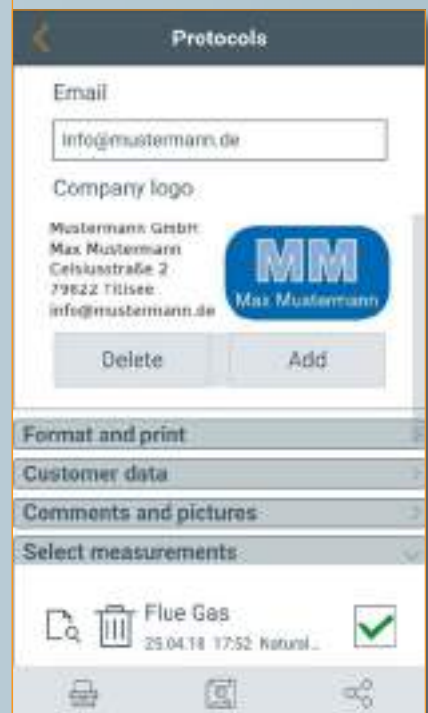 Protocols
Email
info@mustermann.de
Company logo
Mustermann GmbH
Max Mustermann
Celsiusstraße 2
79822 Titisee
info@mustermann.de
MM
Max Mustermann
Delete Add
Format and print
Customer data
Comments and pictures
Select measurements
Flue Gas
25.04.18 17:52 Natural...